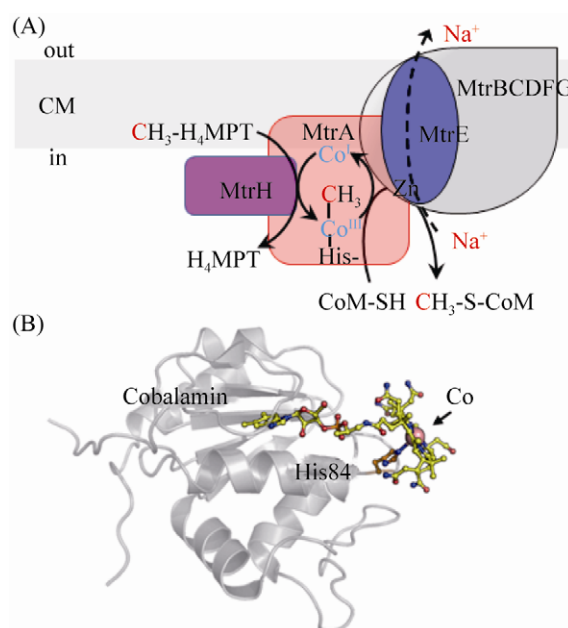 (A)
out
Na+
CM
MtrBCDFG
CH3-H4MPT
MtrA
MtrE
in
CoI
Zn
MtrH
CH3
CoIII
Na+
His-
H4MPT
CoM-SH CH3-S-CoM
(B)
Cobalamin
Co
His84